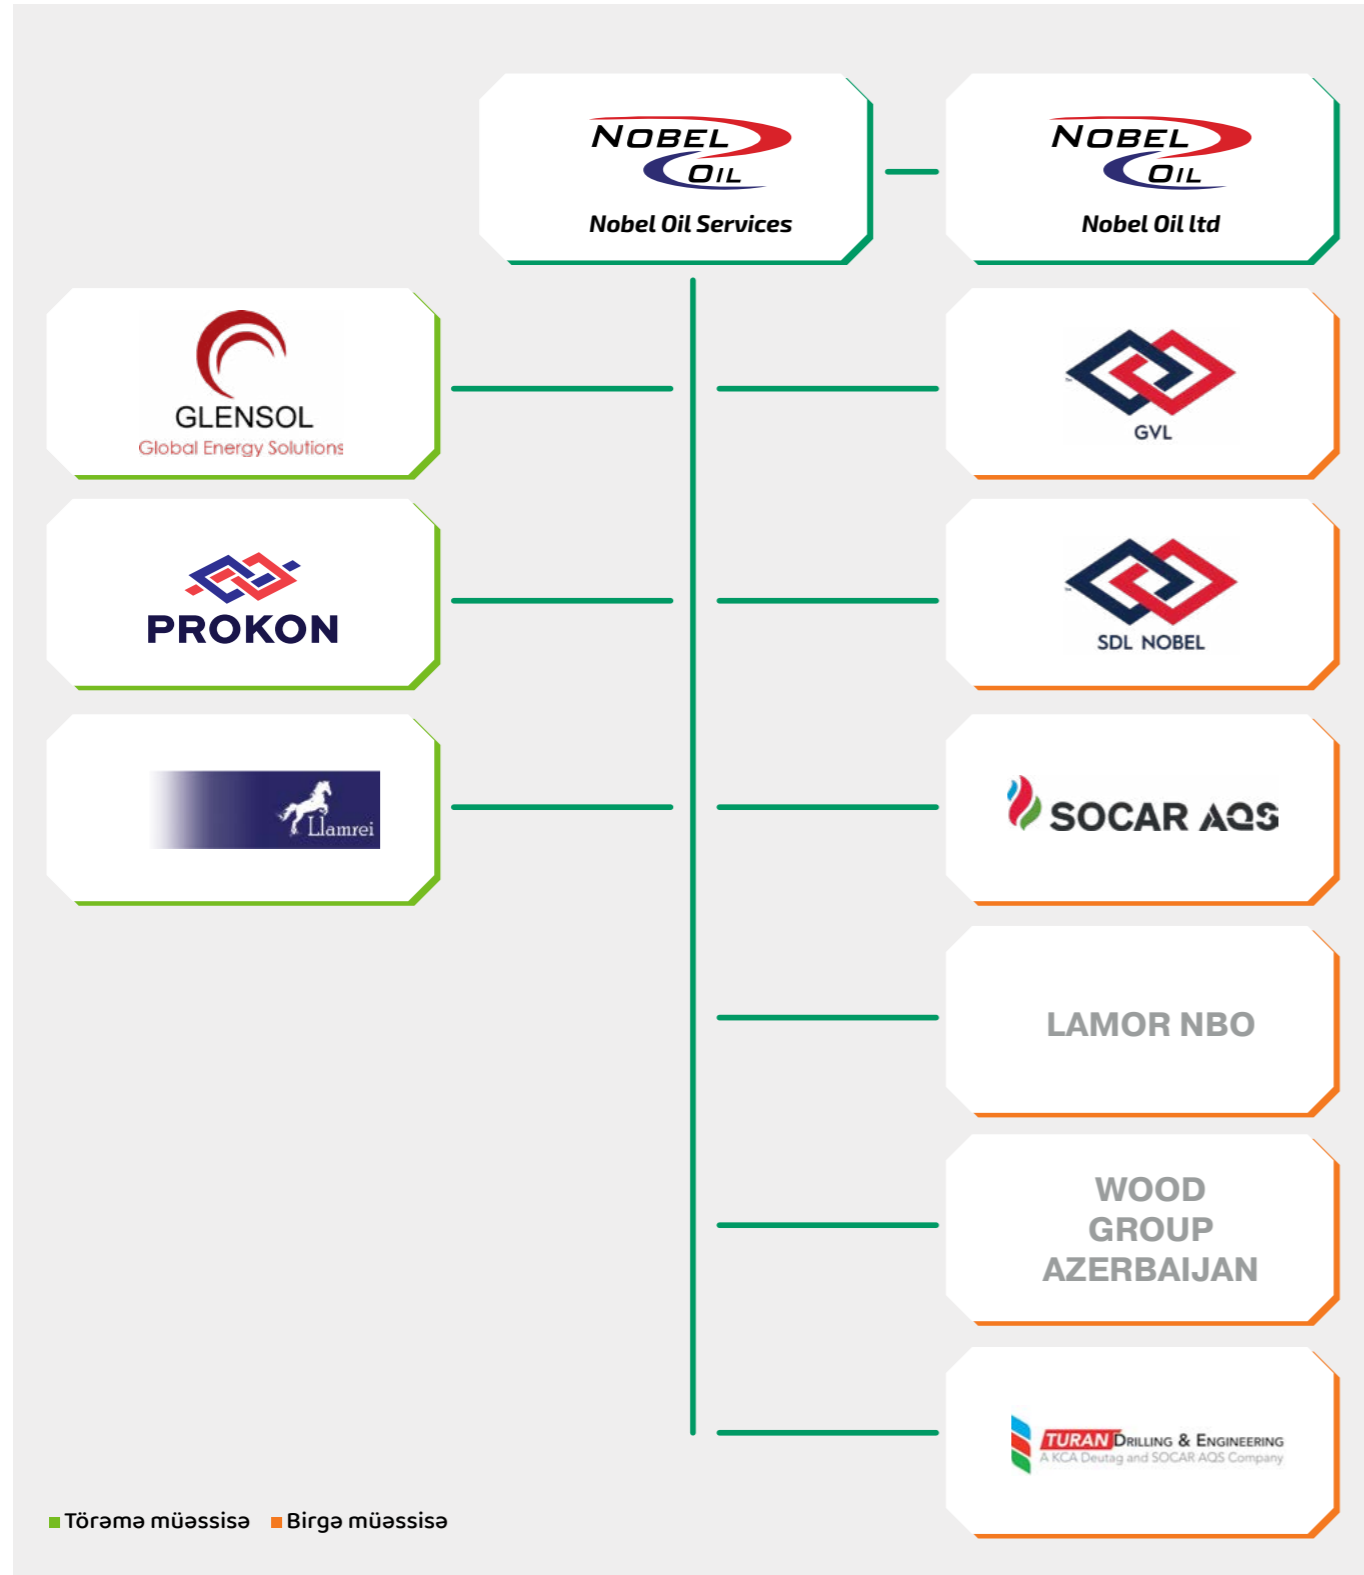 NOBEL
OIL
Nobel Oil Services
NOBEL
OIL
Nobel Oil ltd
GLENSOL
Global Energy Solutions
GVL
PROKON
SDL NOBEL
Llamrei
SOCAR AQS
LAMOR NBO
WOOD
GROUP
AZERBAIJAN
TURAN DRILLING & ENGINEERING
A KCA Deutag and SOCAR AQS Company
Törəmə müəssisə Birgə müəssisə